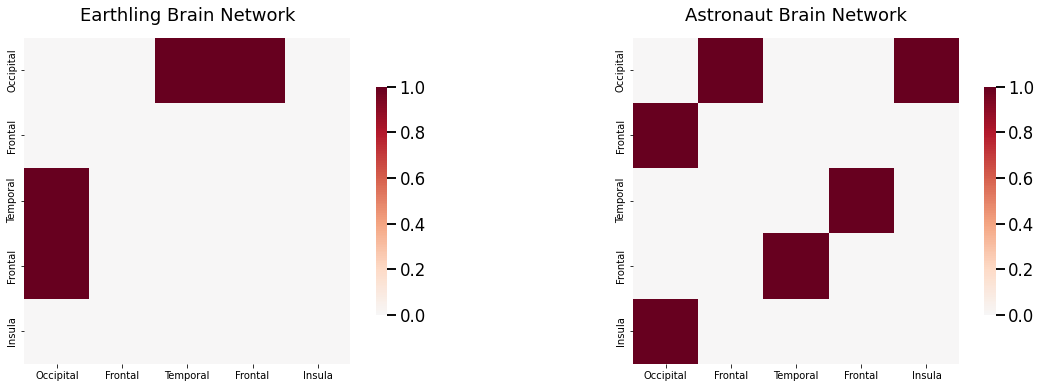 Earthling Brain Network
Astronaut Brain Network
Occipital
Frontal
Temporal
Frontal
Insula
Occipital Frontal Temporal Frontal Insula
1.0
0.8
0.6
0.4
0.2
0.0
Occipital
Frontal
Temporal
Frontal
Insula
Occipital Frontal Temporal Frontal Insula
1.0
0.8
0.6
0.4
0.2
0.0